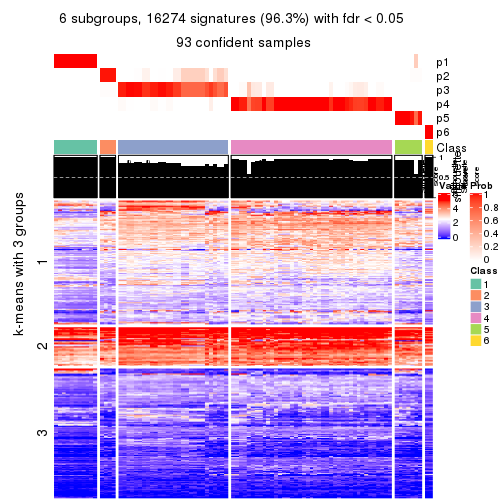 6 subgroups, 16274 signatures (96.3%) with fdr < 0.05
93 confident samples
p1
p2
p3
p4
p5
p6
Class
1
0.5
Prob
4
2
0
1
0.8
0.6
0.4
0.2
0
Class
1
2
3
4
5
6
k-means with 3 groups
1
2
3